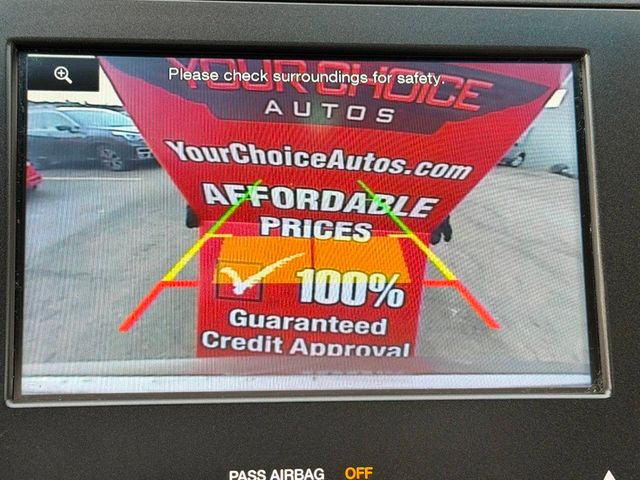 YOUR CHOICE
Please check surroundings for safety.
AUTOS
YourChoiceAutos.com
AFFORDABLE
PRICES
100%
Guaranteed
Credit Approval
PASS AIRBAG OFF